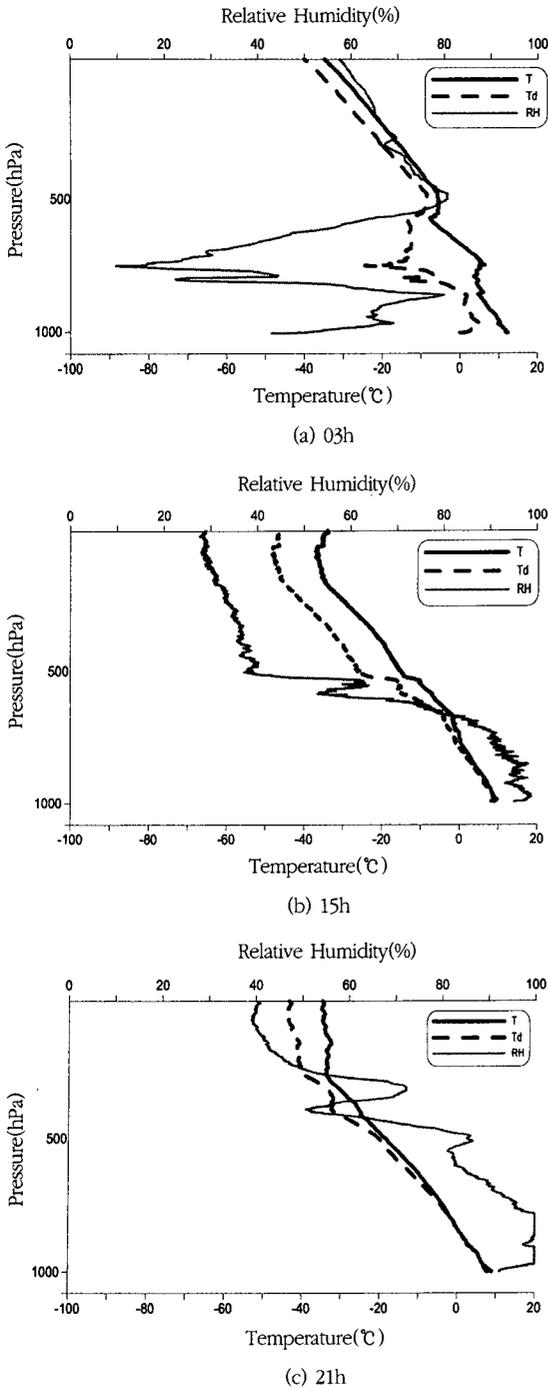 Relative Humidity(%)
0 20 40 60 80 100
T
Td
RH
Pressure(hPa)
500
1000
-100 -80 -60 -40 -20 0 20
Temperature(℃)
(a) 03h
Relative Humidity(%)
0 20 40 60 80 100
T
Td
RH
Pressure(hPa)
500
1000
-100 -80 -60 -40 -20 0 20
Temperature(℃)
(b) 15h
Relative Humidity(%)
0 20 40 60 80 100
T
Td
RH
Pressure(hPa)
500
1000
-100 -80 -60 -40 -20 0 20
Temperature(℃)
(c) 21h